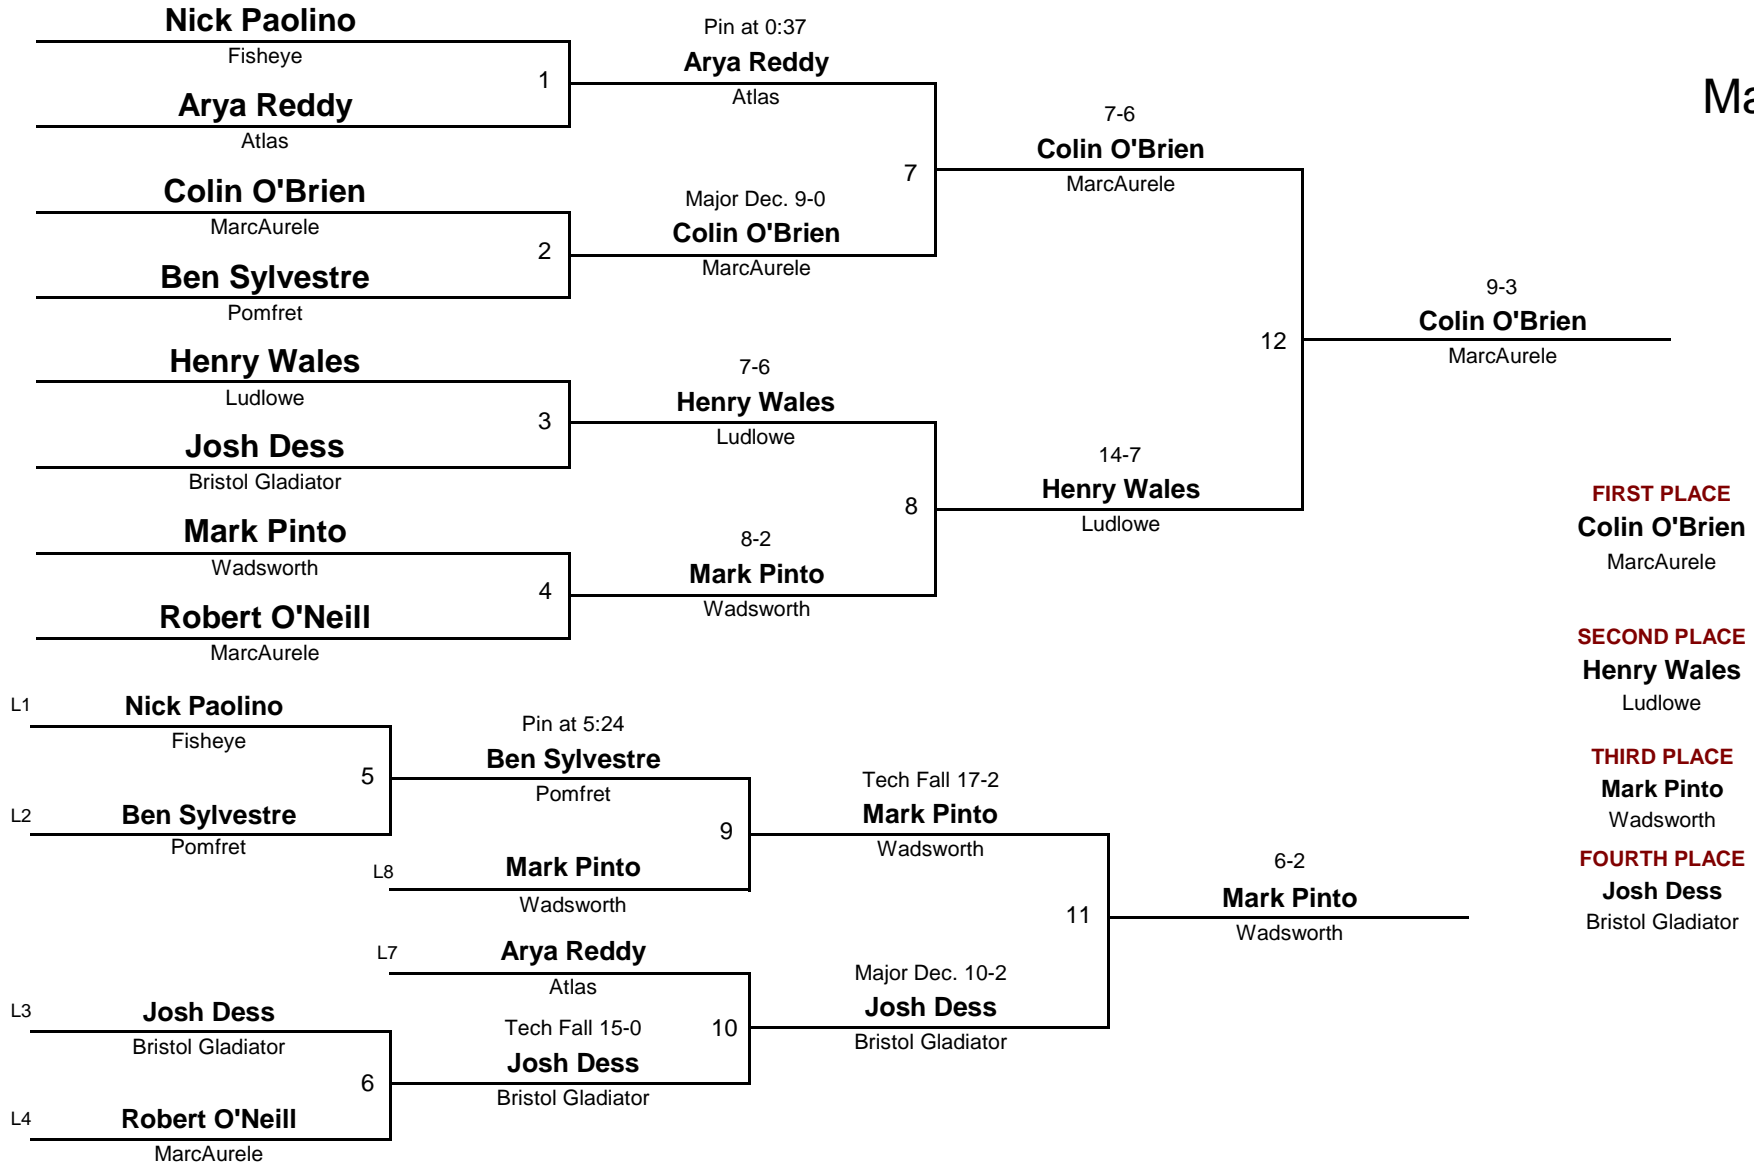 Nick Paolino
Fisheye
1
Arya Reddy
Atlas
Colin O'Brien
MarcAurele
2
Ben Sylvestre
Pomfret
Henry Wales
Ludlowe
3
Josh Dess
Bristol Gladiator
Mark Pinto
Wadsworth
4
Robert O'Neill
MarcAurele
Pin at 0:37
Arya Reddy
Atlas
7
Major Dec. 9-0
Colin O'Brien
MarcAurele
7-6
Henry Wales
Ludlowe
8
8-2
Mark Pinto
Wadsworth
7-6
Colin O'Brien
MarcAurele
12
14-7
Henry Wales
Ludlowe
9-3
Colin O'Brien
MarcAurele
Ma
L1
Nick Paolino
Fisheye
5
L2
Ben Sylvestre
Pomfret
Pin at 5:24
Ben Sylvestre
Pomfret
9
L8
Mark Pinto
Wadsworth
L7
Arya Reddy
Atlas
10
L3
Josh Dess
Bristol Gladiator
6
L4
Robert O'Neill
MarcAurele
Tech Fall 15-0
Josh Dess
Bristol Gladiator
Tech Fall 17-2
Mark Pinto
Wadsworth
11
Major Dec. 10-2
Josh Dess
Bristol Gladiator
6-2
Mark Pinto
Wadsworth
FIRST PLACE
Colin O'Brien
MarcAurele
SECOND PLACE
Henry Wales
Ludlowe
THIRD PLACE
Mark Pinto
Wadsworth
FOURTH PLACE
Josh Dess
Bristol Gladiator